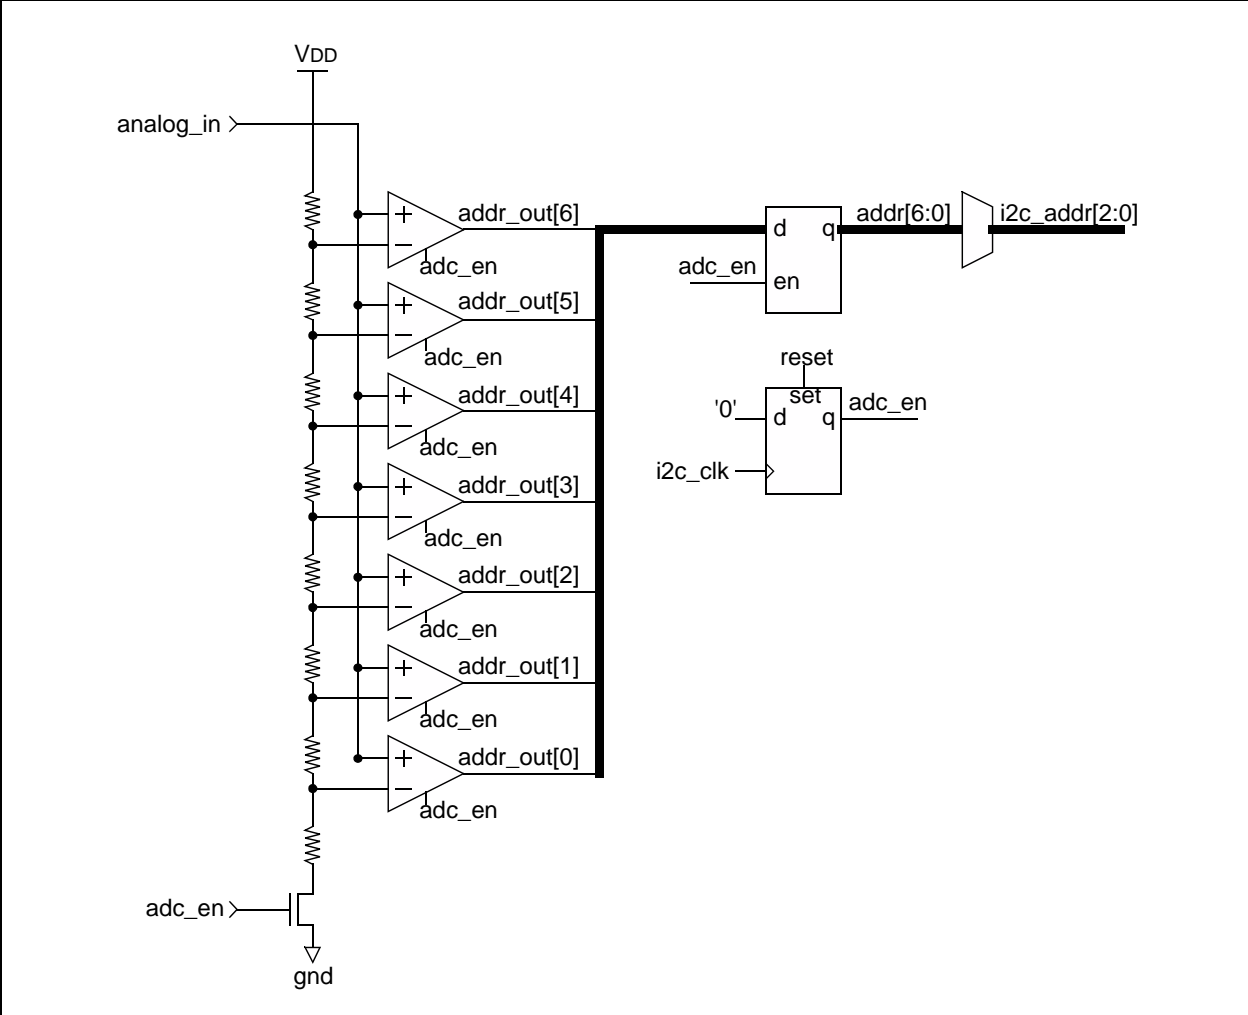 VDD
analog_in
+
−
addr_out[6]
adc_en
+
−
addr_out[5]
adc_en
+
−
addr_out[4]
adc_en
+
−
addr_out[3]
adc_en
+
−
addr_out[2]
adc_en
+
−
addr_out[1]
adc_en
+
−
addr_out[0]
adc_en
adc_en
gnd
d
q
adc_en
en
addr[6:0]
i2c_addr[2:0]
reset
set
'0'
d
q
adc_en
i2c_clk